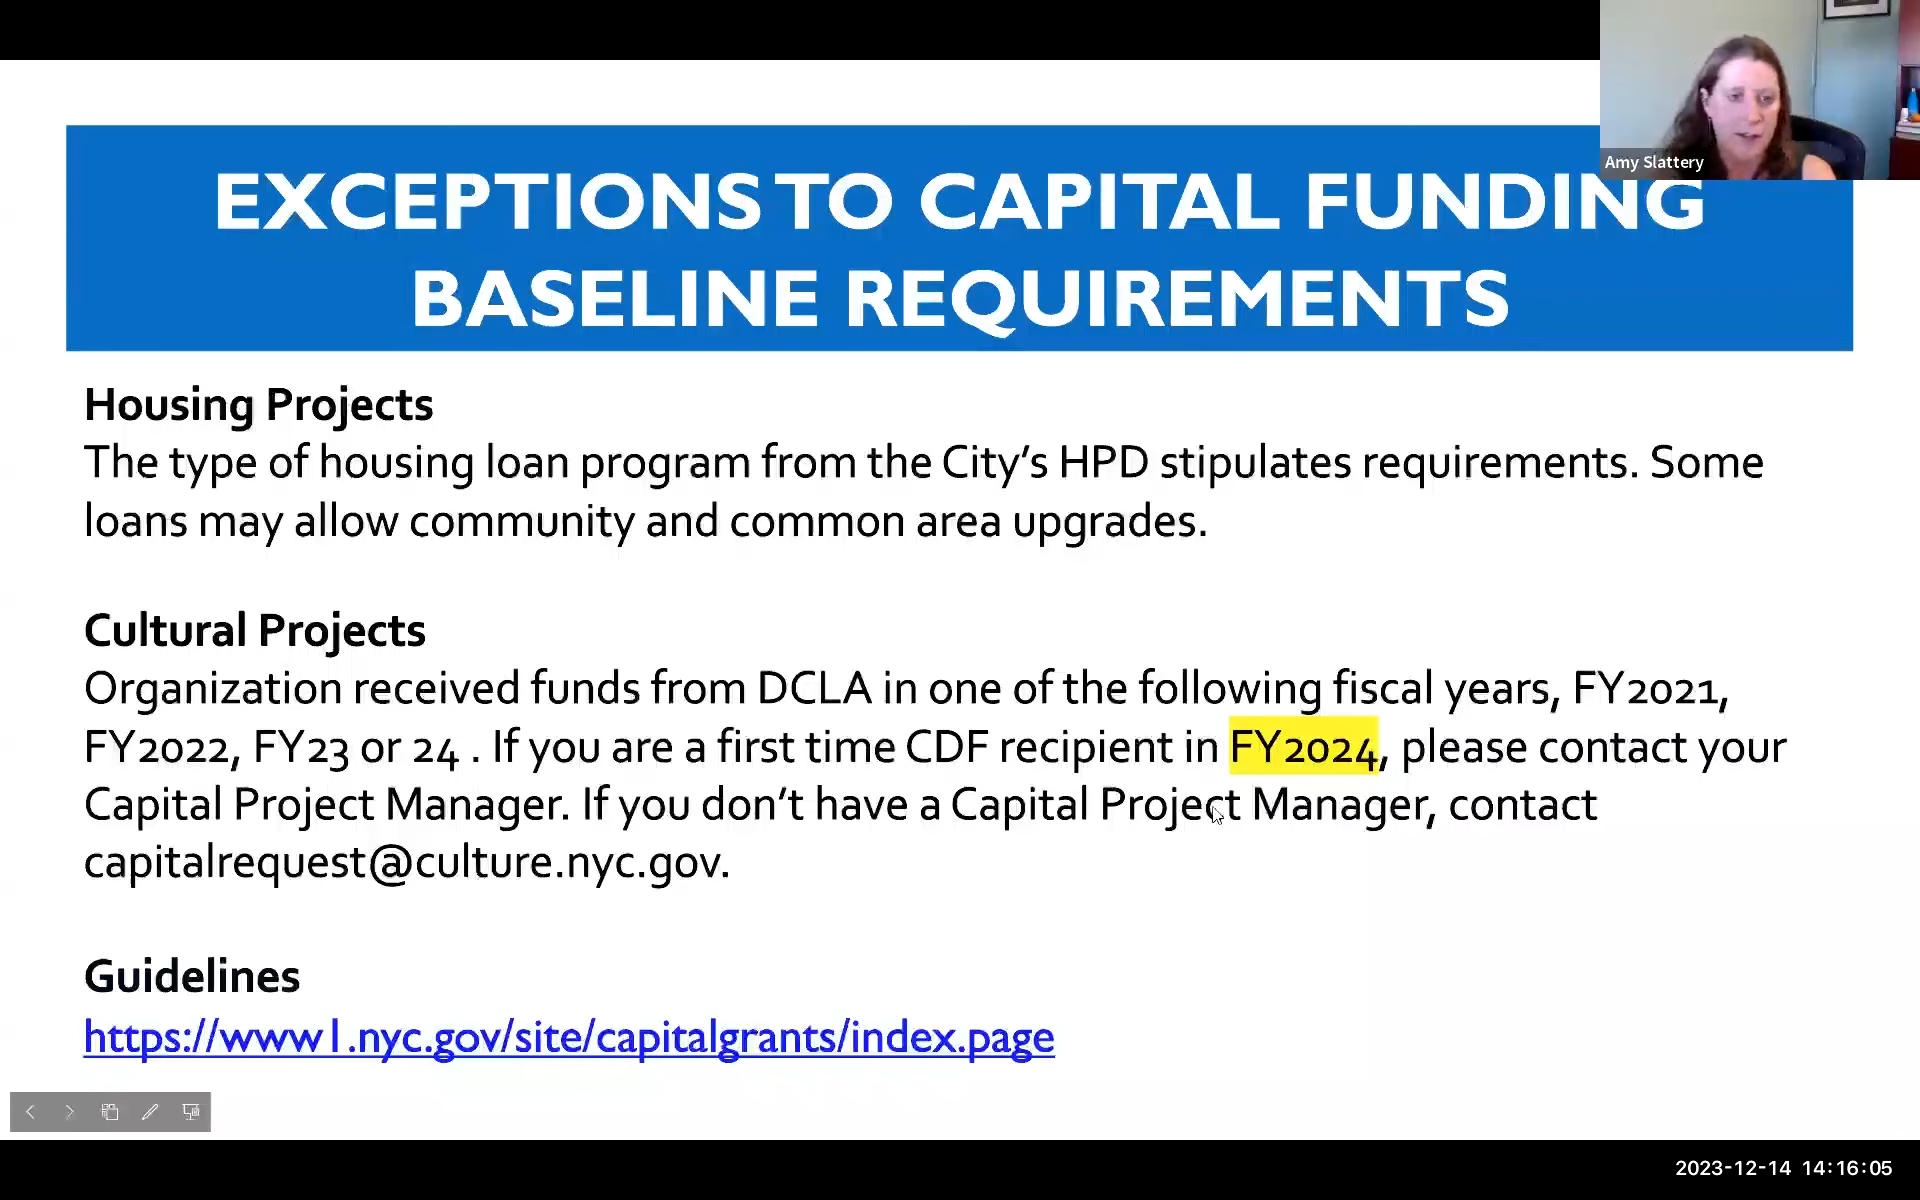 Amy Slattery
EXCEPTIONS TO CAPITAL FUNDING
BASELINE REQUIREMENTS
Housing Projects
The type of housing loan program from the City's HPD stipulates requirements. Some
loans may allow community and common area upgrades.
Cultural Projects
Organization received funds from DCLA in one of the following fiscal years, FY2021,
FY2022, FY23 or 24 . If you are a first time CDF recipient in FY2024, please contact your
Capital Project Manager. If you don't have a Capital Project Manager, contact
capitalrequest@culture.nyc.gov.
Guidelines
https://www1.nyc.gov/site/capitalgrants/index.page
2023-12-14 14:16:05